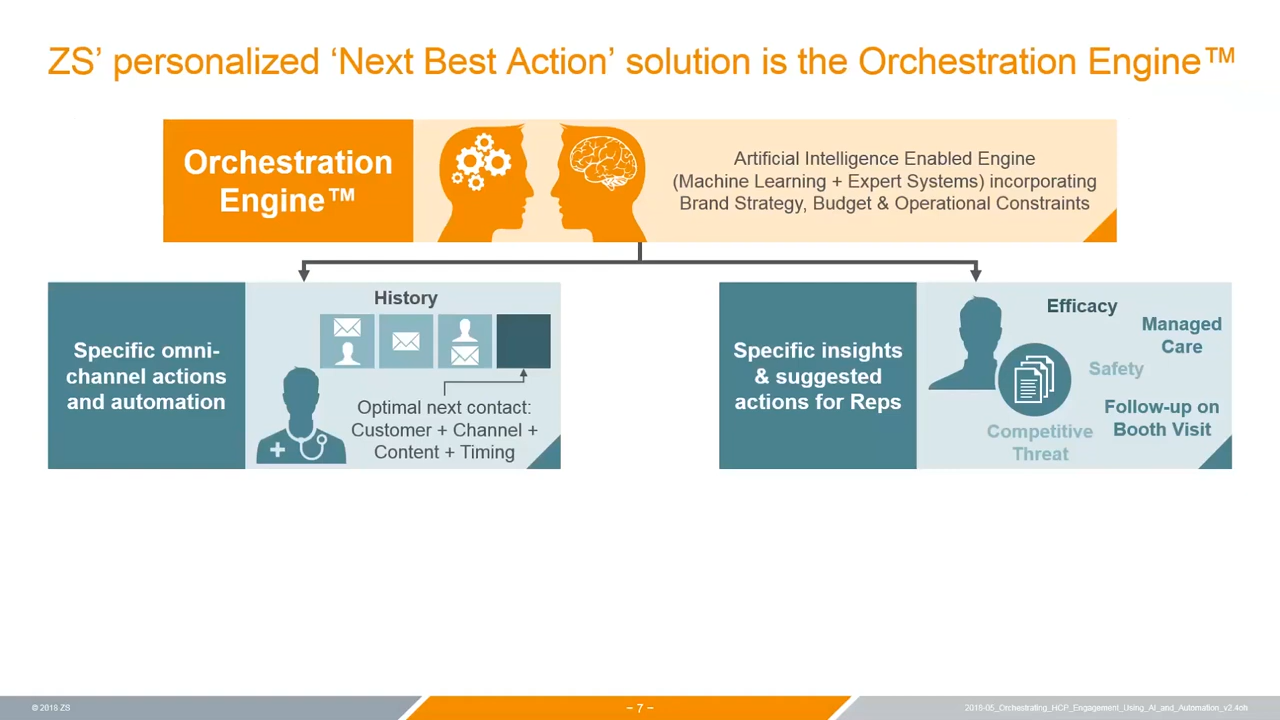 ZS’ personalized ‘Next Best Action’ solution is the Orchestration Engine™
Orchestration
Engine™
Artificial Intelligence Enabled Engine
(Machine Learning + Expert Systems) incorporating
Brand Strategy, Budget & Operational Constraints
Specific omni-
channel actions
and automation
History
Optimal next contact:
Customer + Channel +
Content + Timing
Specific insights
& suggested
actions for Reps
Efficacy
Managed
Care
Safety
Follow-up on
Booth Visit
Competitive
Threat
© 2018 ZS
– 7 –
2018-05_Orchestrating_HCP_Engagement_Using_AI_and_Automation_v2.4oh